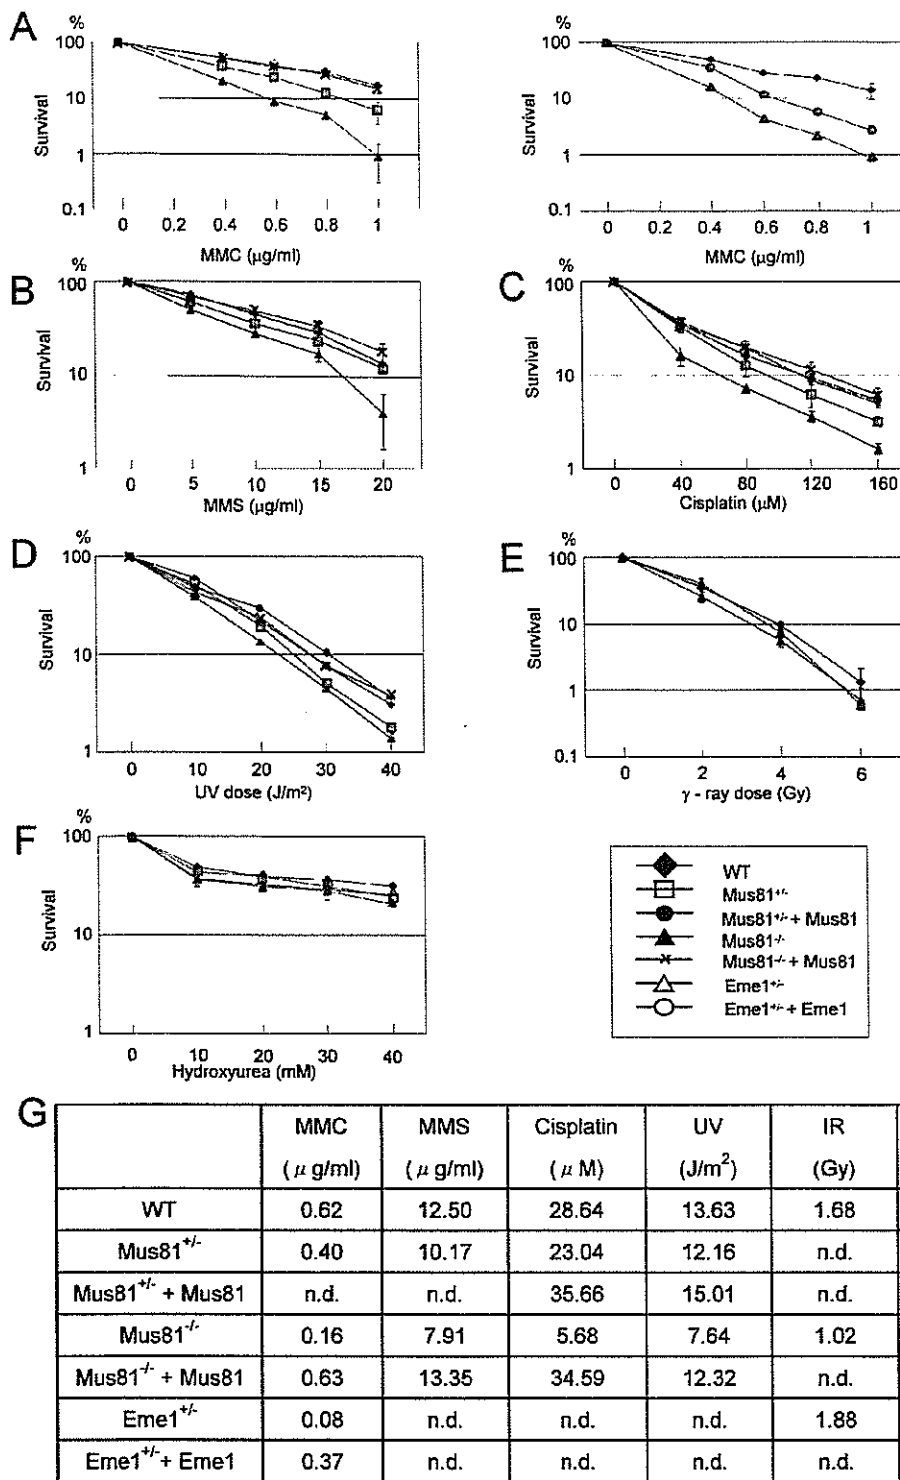 A
%
100
10
1
0.1
Survival
0 0.2 0.4 0.6 0.8 1
MMC (µg/ml)
%
100
10
1
0.1
Survival
0 0.2 0.4 0.6 0.8 1
MMC (µg/ml)
B
%
100
10
1
Survival
0 5 10 15 20
MMS (µg/ml)
C
%
100
10
1
Survival
0 40 80 120 160
Cisplatin (µM)
D
%
100
10
1
Survival
0 10 20 30 40
UV dose (J/m²)
E
%
100
10
1
0.1
Survival
0 2 4 6
γ - ray dose (Gy)
F
%
100
10
1
Survival
0 10 20 30 40
Hydroxyurea (mM)
WT
Mus81+/-
Mus81+/- + Mus81
Mus81-/-
Mus81-/- + Mus81
Eme1+/-
Eme1+/- + Eme1
G
MMC MMS Cisplatin UV IR
( µ g/ml) ( µ g/ml) ( µ M) (J/m²) (Gy)
WT 0.62 12.50 28.64 13.63 1.68
Mus81+/- 0.40 10.17 23.04 12.16 n.d.
Mus81+/- + Mus81 n.d. n.d. 35.66 15.01 n.d.
Mus81-/- 0.16 7.91 5.68 7.64 1.02
Mus81-/- + Mus81 0.63 13.35 34.59 12.32 n.d.
Eme1+/- 0.08 n.d. n.d. n.d. 1.88
Eme1+/- + Eme1 0.37 n.d. n.d. n.d. n.d.